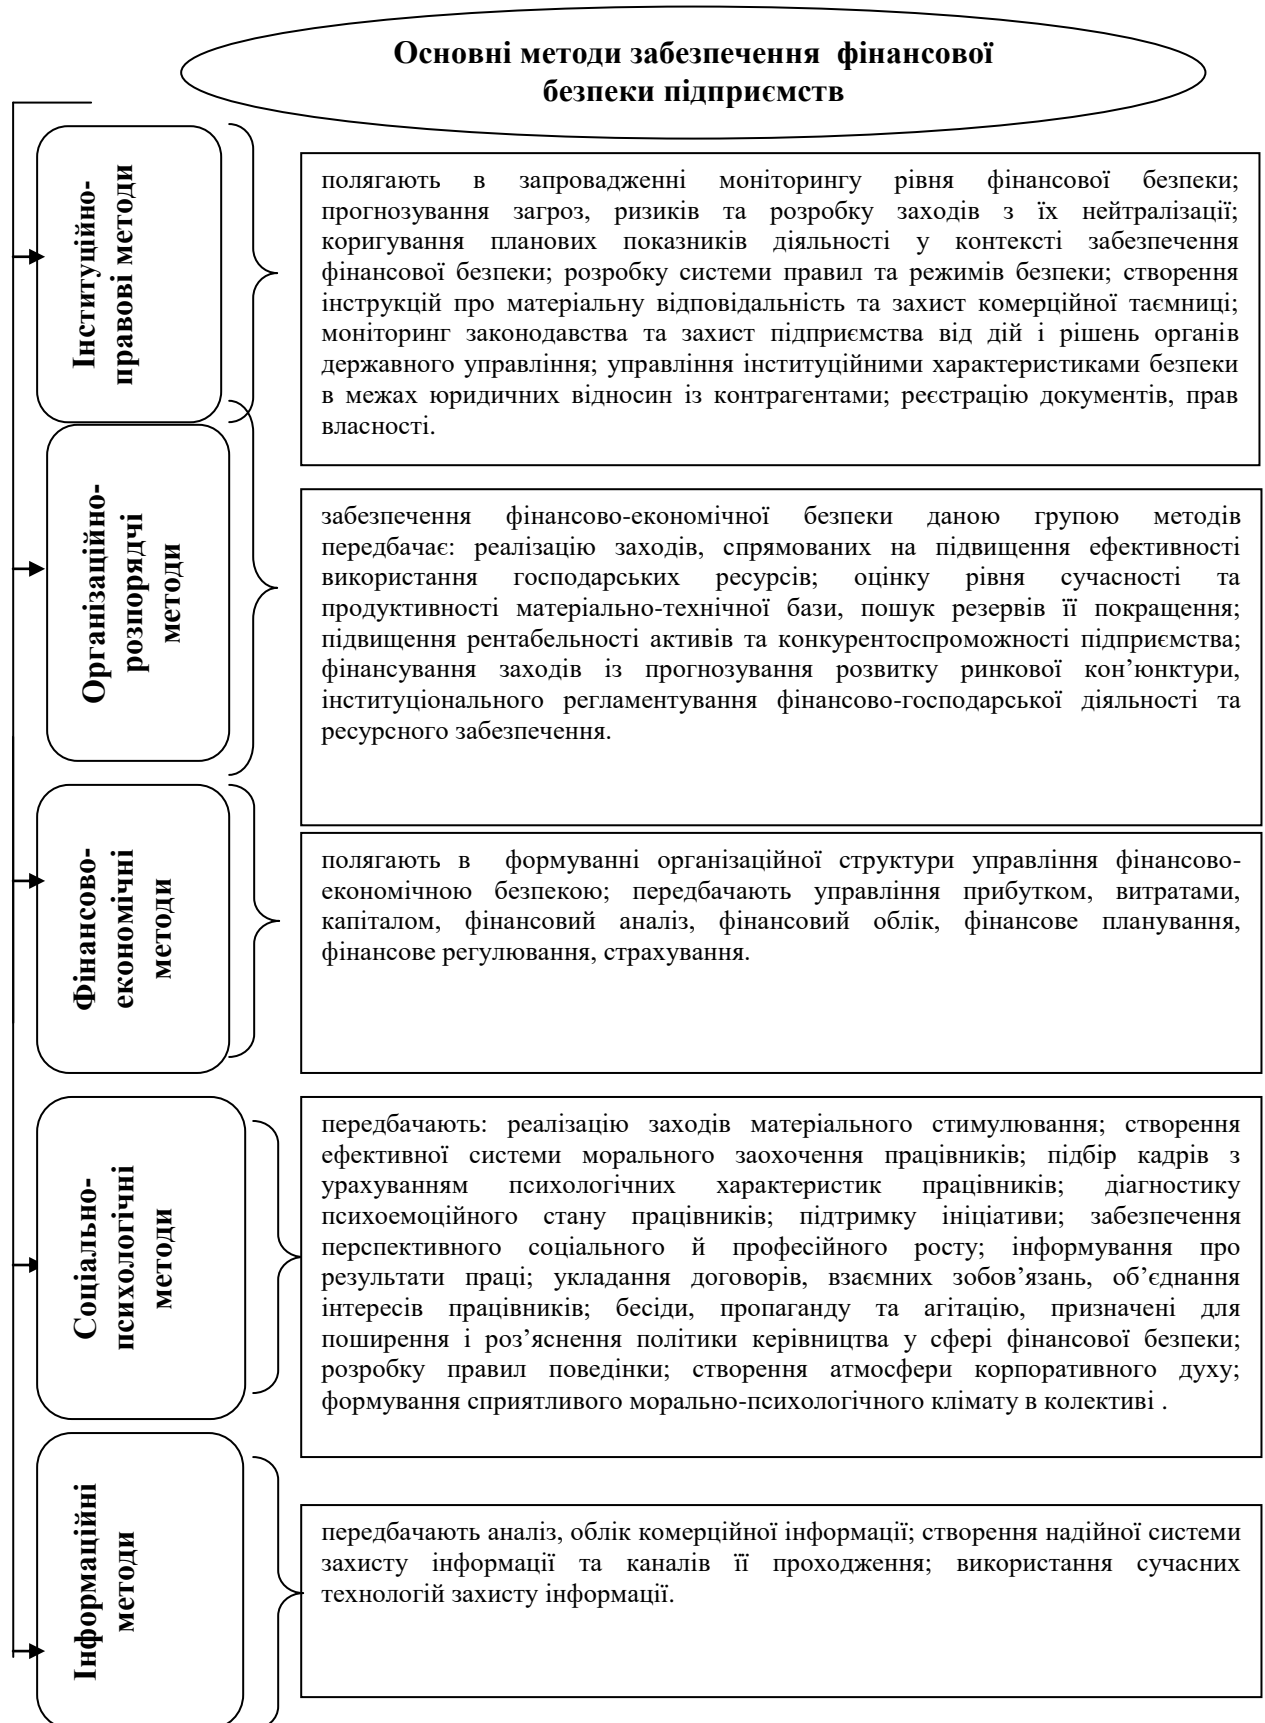 Основні методи забезпечення фінансової
безпеки підприємств
Інституційно-
правові методи
полягають в запровадженні моніторингу рівня фінансової безпеки;
прогнозування загроз, ризиків та розробку заходів з їх нейтралізації;
коригування планових показників діяльності у контексті забезпечення
фінансової безпеки; розробку системи правил та режимів безпеки; створення
інструкцій про матеріальну відповідальність та захист комерційної таємниці;
моніторинг законодавства та захист підприємства від дій і рішень органів
державного управління; управління інституційними характеристиками безпеки
в межах юридичних відносин із контрагентами; реєстрацію документів, прав
власності.
Організаційно-
розпорядчі
методи
забезпечення фінансово-економічної безпеки даною групою методів
передбачає: реалізацію заходів, спрямованих на підвищення ефективності
використання господарських ресурсів; оцінку рівня сучасності та
продуктивності матеріально-технічної бази, пошук резервів її покращення;
підвищення рентабельності активів та конкурентоспроможності підприємства;
фінансування заходів із прогнозування розвитку ринкової кон’юнктури,
інституціонального регламентування фінансово-господарської діяльності та
ресурсного забезпечення.
Фінансово-
економічні
методи
полягають в формуванні організаційної структури управління фінансово-
економічною безпекою; передбачають управління прибутком, витратами,
капіталом, фінансовий аналіз, фінансовий облік, фінансове планування,
фінансове регулювання, страхування.
Соціально-
психологічні
методи
передбачають: реалізацію заходів матеріального стимулювання; створення
ефективної системи морального заохочення працівників; підбір кадрів з
урахуванням психологічних характеристик працівників; діагностику
психоемоційного стану працівників; підтримку ініціативи; забезпечення
перспективного соціального й професійного росту; інформування про
результати праці; укладання договорів, взаємних зобов’язань, об’єднання
інтересів працівників; бесіди, пропаганду та агітацію, призначені для
поширення і роз’яснення політики керівництва у сфері фінансової безпеки;
розробку правил поведінки; створення атмосфери корпоративного духу;
формування сприятливого морально-психологічного клімату в колективі .
Інформаційні
методи
передбачають аналіз, облік комерційної інформації; створення надійної системи
захисту інформації та каналів її проходження; використання сучасних
технологій захисту інформації.